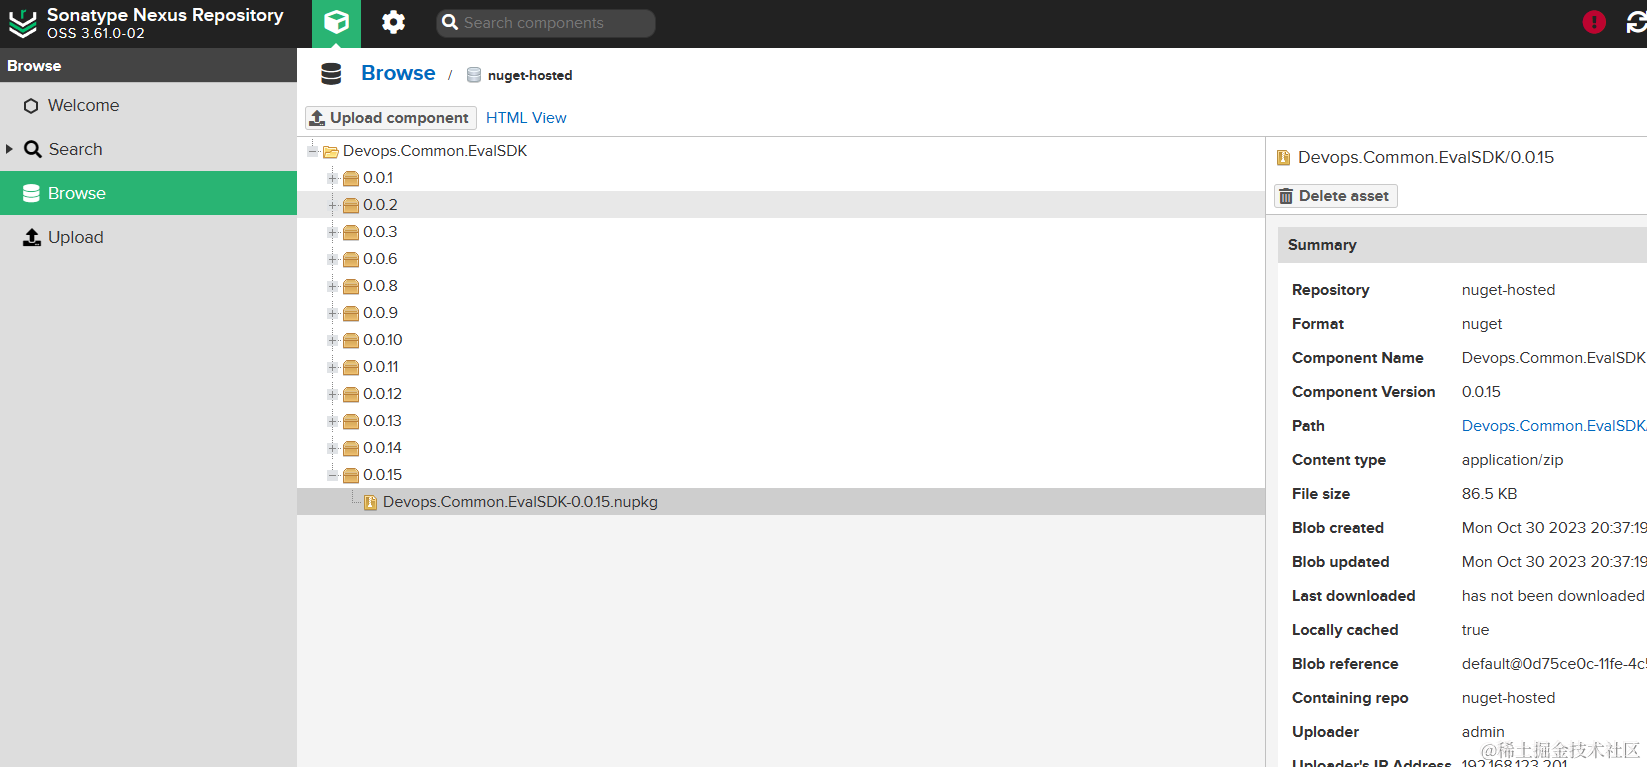 Sonatype Nexus Repository
OSS 3.61.0-02
Search components
Browse
Welcome
Search
Browse
Upload
Browse / nuget-hosted
Upload component HTML View
Devops.Common.EvalSDK
0.0.1
0.0.2
0.0.3
0.0.6
0.0.8
0.0.9
0.0.10
0.0.11
0.0.12
0.0.13
0.0.14
0.0.15
Devops.Common.EvalSDK-0.0.15.nupkg
Devops.Common.EvalSDK/0.0.15
Delete asset
Summary
Repository nuget-hosted
Format nuget
Component Name Devops.Common.EvalSDK
Component Version 0.0.15
Path Devops.Common.EvalSDK
Content type application/zip
File size 86.5 KB
Blob created Mon Oct 30 2023 20:37:19
Blob updated Mon Oct 30 2023 20:37:19
Last downloaded has not been downloaded
Locally cached true
Blob reference default@0d75ce0c-11fe-4c5
Containing repo nuget-hosted
Uploader admin
Uploader's IP Address 192.168.123.201
@稀土掘金技术社区